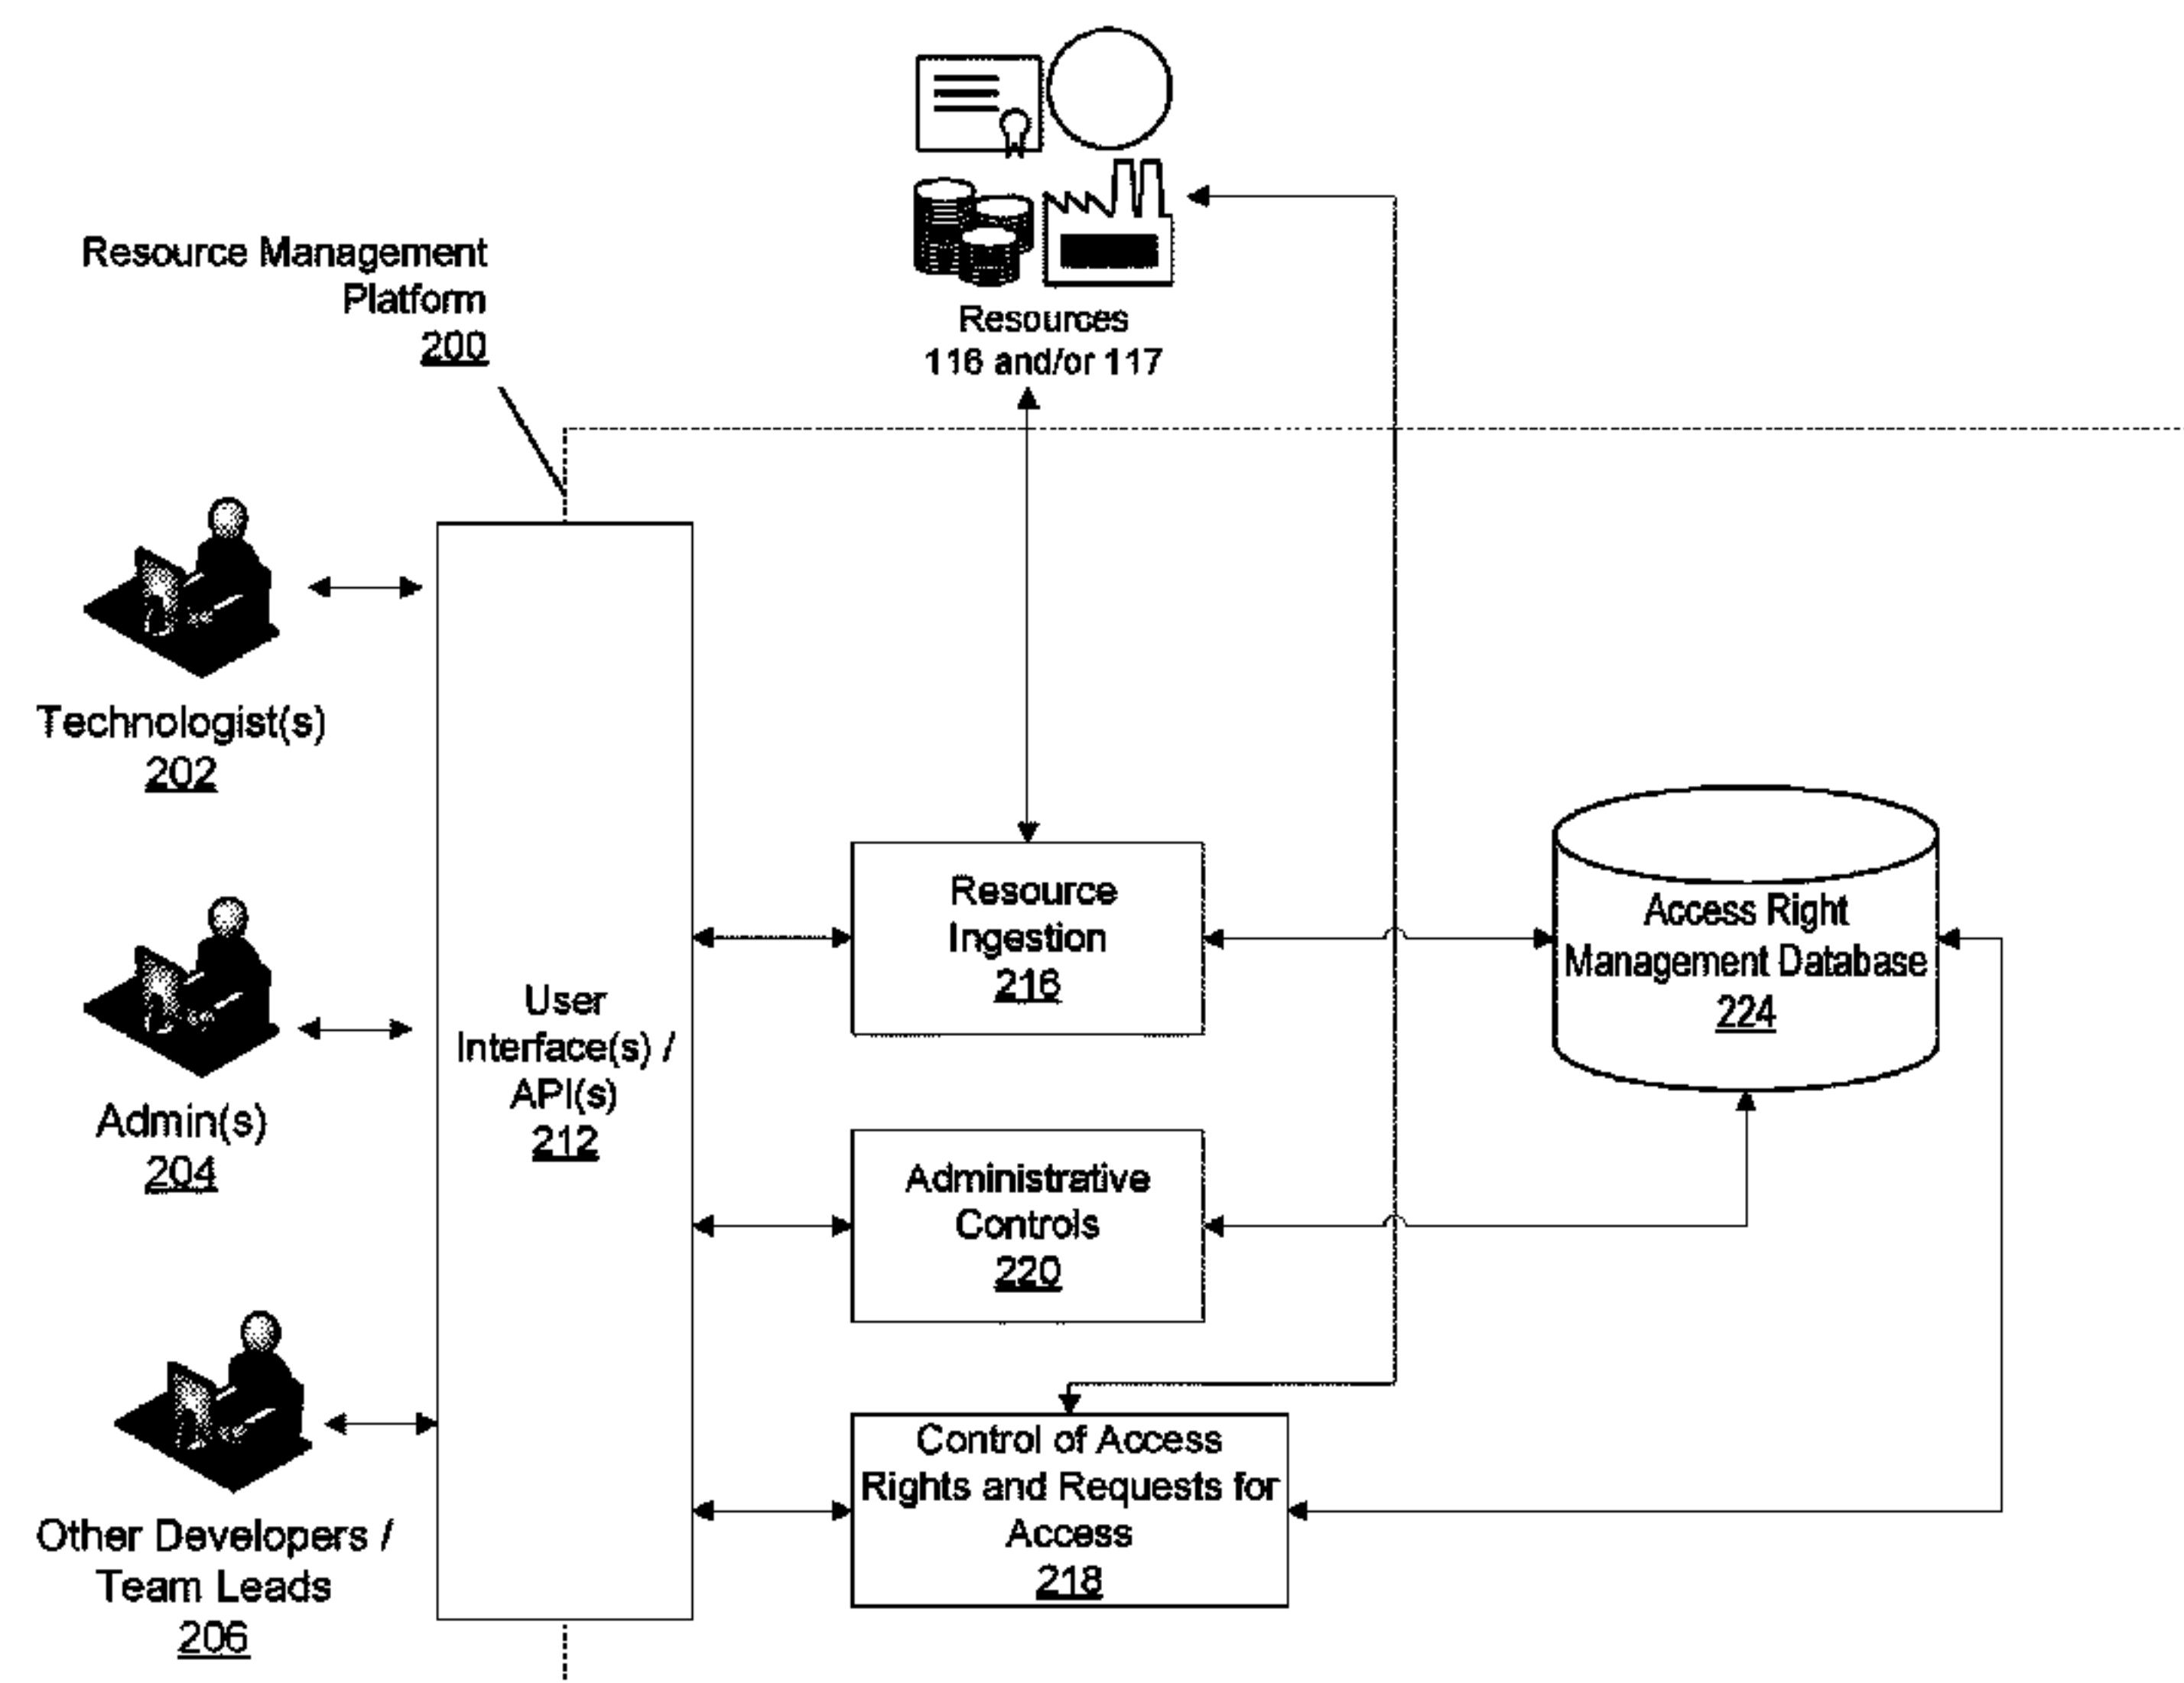 Resource Management
Platform
200
Resources
116 and/or 117
Technologist(s)
202
Admin(s)
204
Other Developers /
Team Leads
206
User
Interface(s) /
API(s)
212
Resource
Ingestion
216
Administrative
Controls
220
Control of Access
Rights and Requests for
Access
218
Access Right
Management Database
224